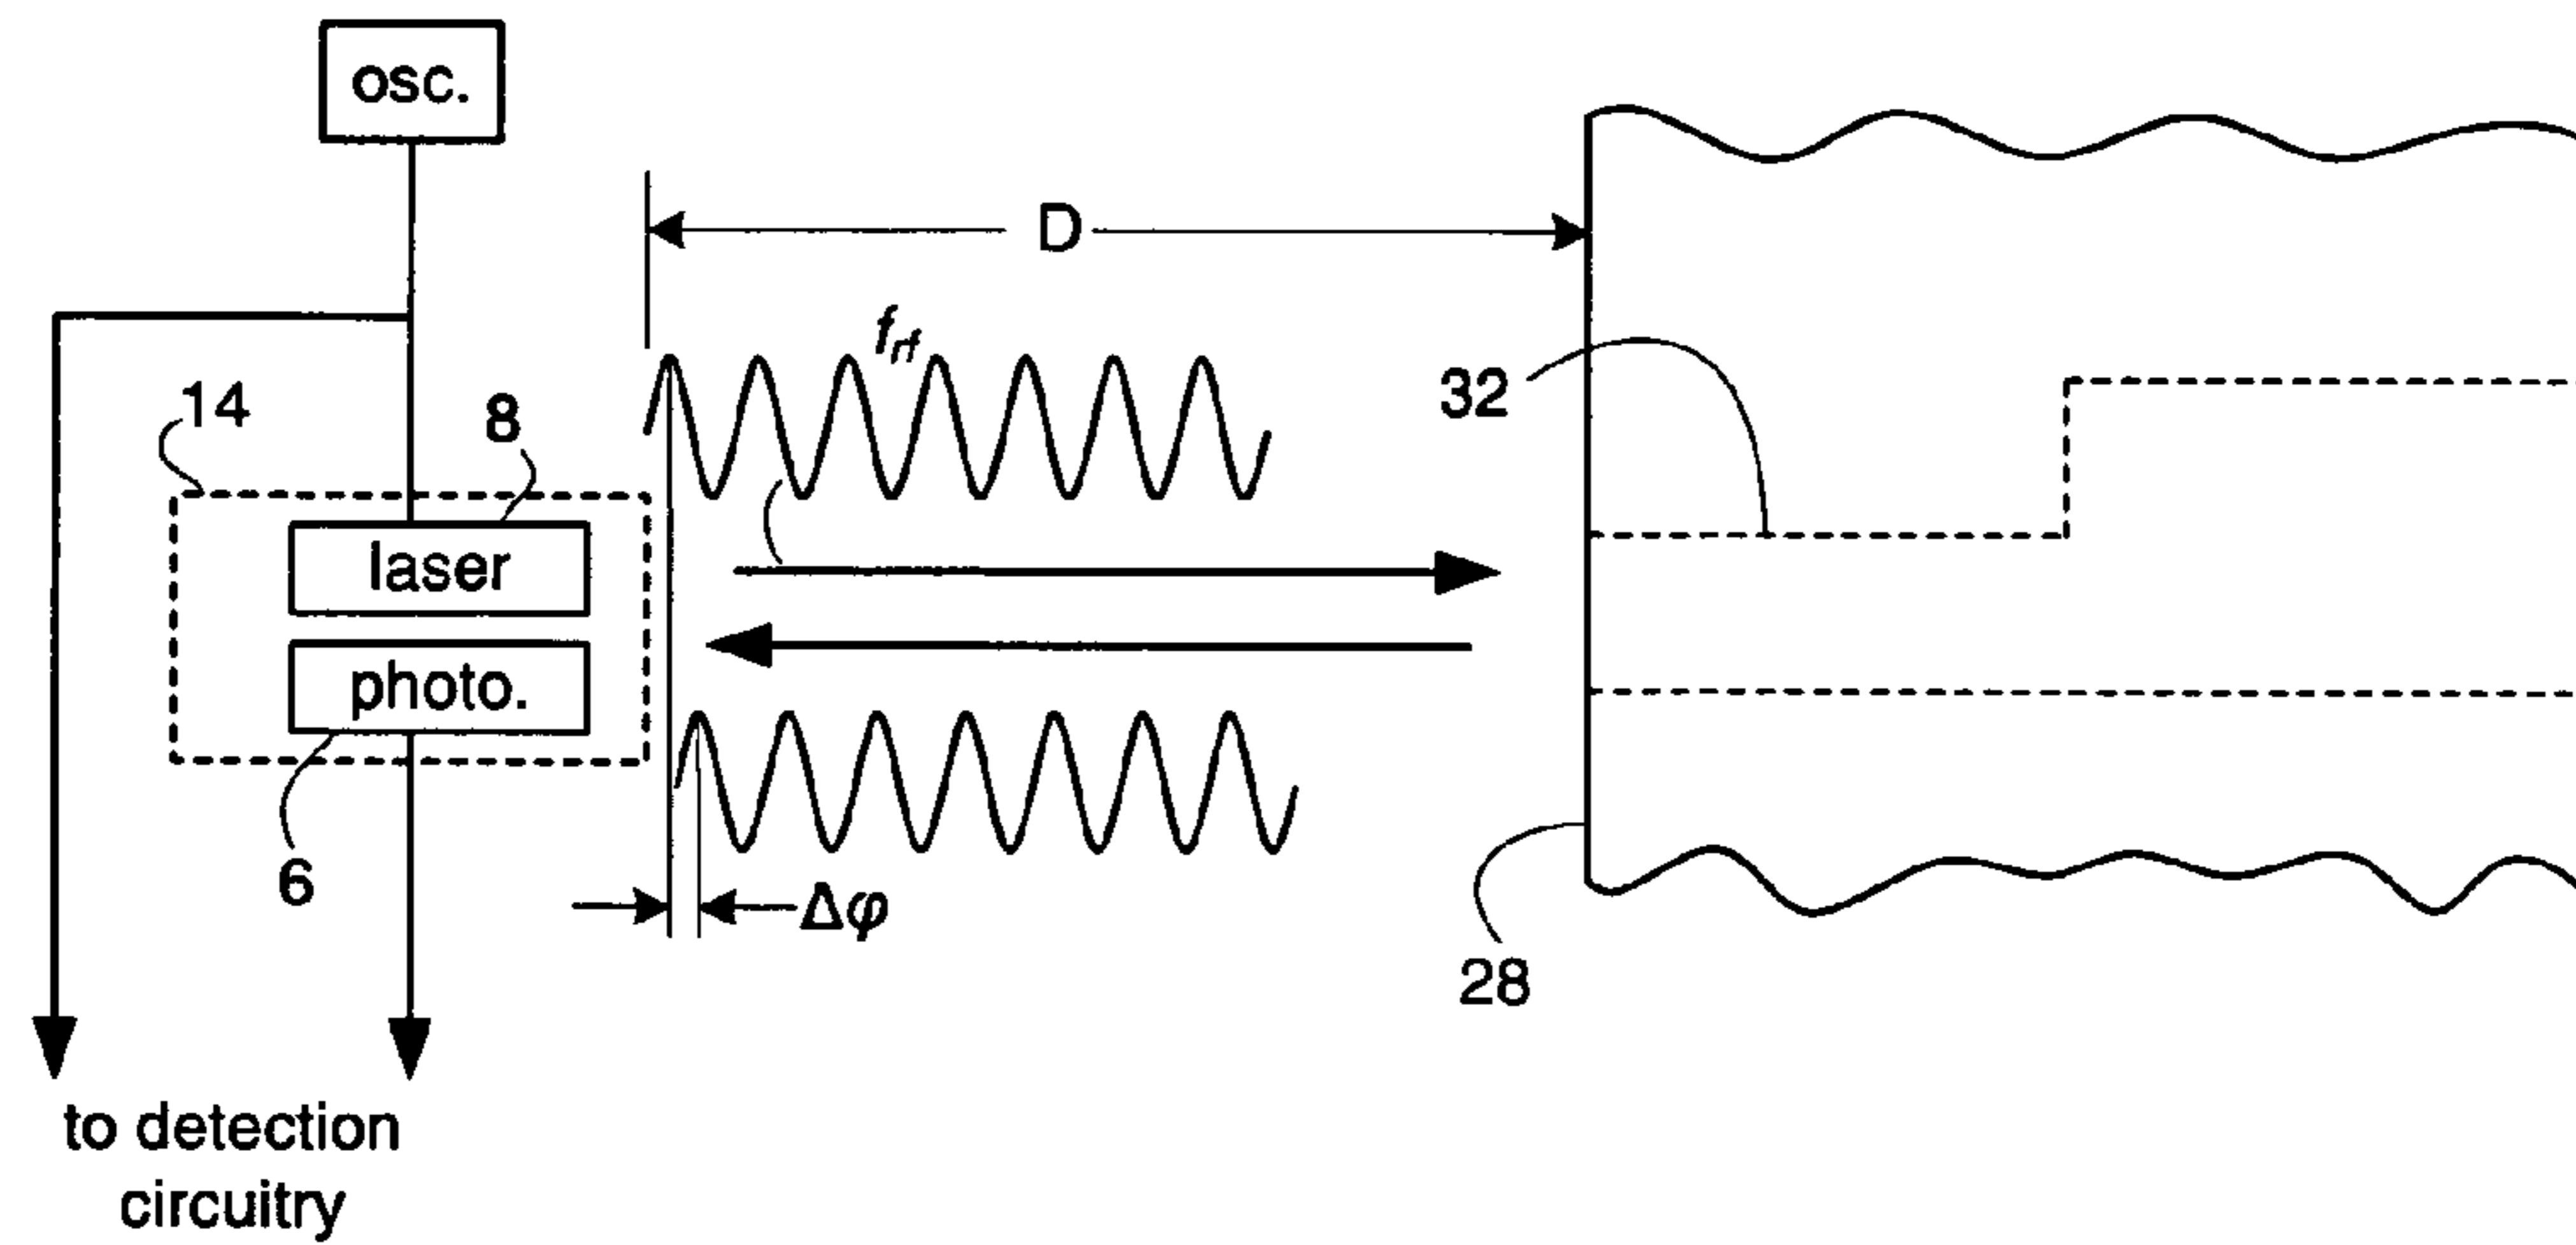 osc.
D
f_rf
32
14
8
laser
photo.
6
Δφ
28
to detection
circuitry